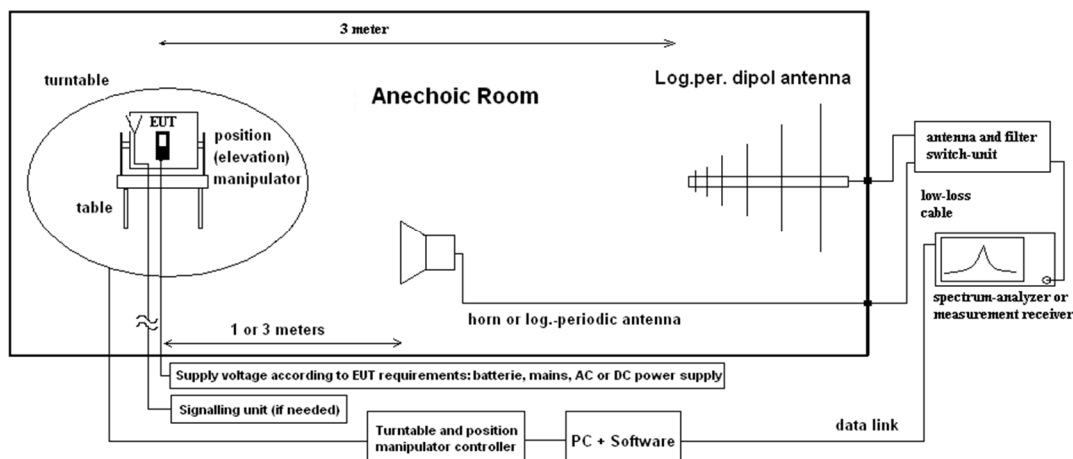 3 meter
turntable
Log.per. dipol antenna
Anechoic Room
EUT
position
(elevation)
manipulator
table
antenna and filter
switch-unit
low-loss
cable
spectrum-analyzer or
measurement receiver
horn or log.-periodic antenna
1 or 3 meters
Supply voltage according to EUT requirements: batterie, mains, AC or DC power supply
Signalling unit (if needed)
Turntable and position
manipulator controller
PC + Software
data link